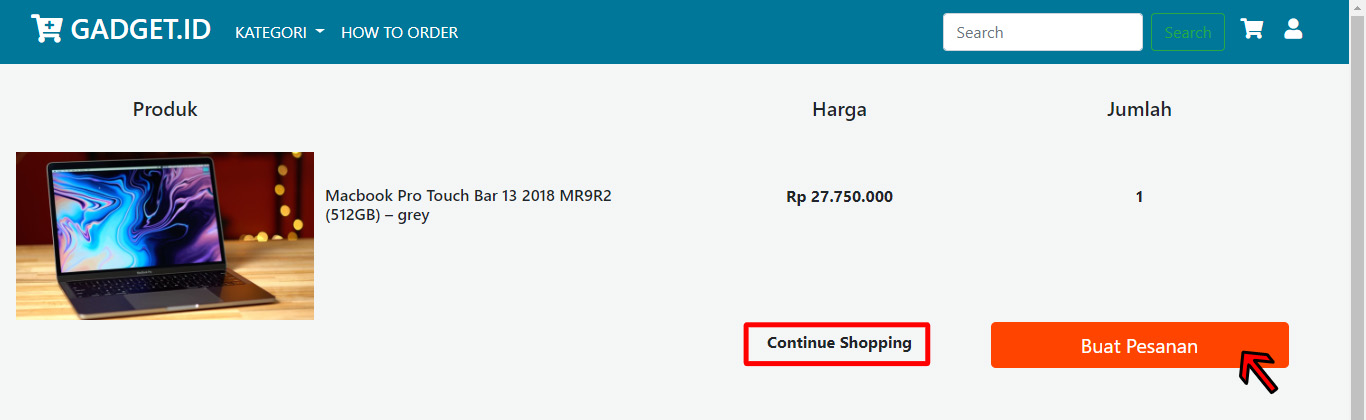 GADGET.ID KATEGORI HOW TO ORDER Search Search
Produk Harga Jumlah
Macbook Pro Touch Bar 13 2018 MR9R2
(512GB) – grey
Rp 27.750.000 1
Continue Shopping Buat Pesanan